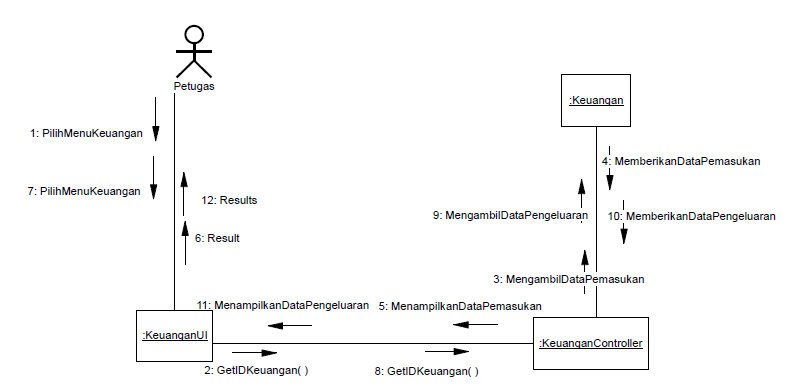 Petugas
:Keuangan
1: PilihMenuKeuangan
4: MemberikanDataPemasukan
7: PilihMenuKeuangan
12: Results
9: MengambilDataPengeluaran
10: MemberikanDataPengeluaran
6: Result
3: MengambilDataPemasukan
11: MenampilkanDataPengeluaran
5: MenampilkanDataPemasukan
:KeuanganUI
:KeuanganController
2: GetIDKeuangan( )
8: GetIDKeuangan( )